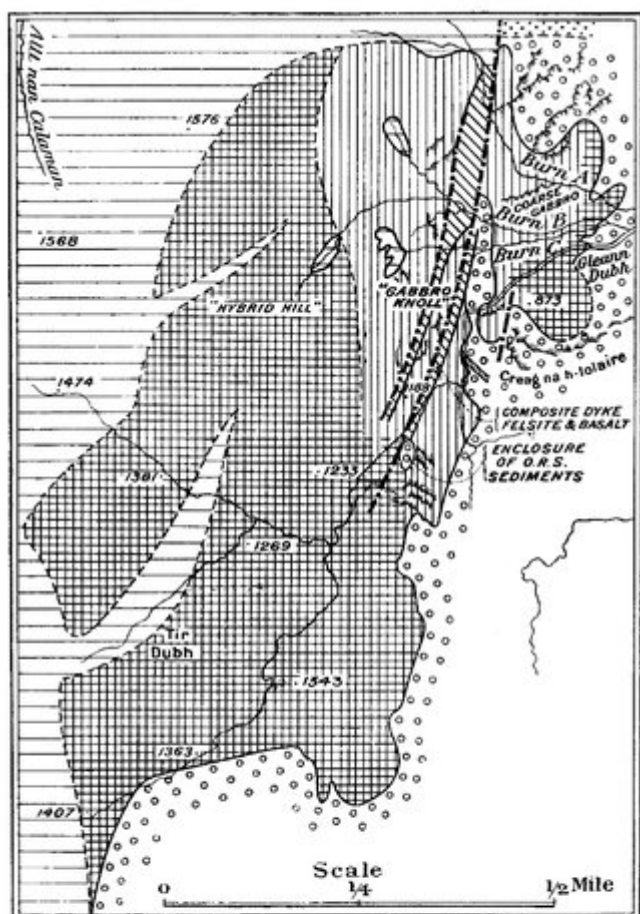 Allt nan Calaman
1576
1568
Burn A
COARSE
GABBRO
Burn B
Burn C
Gleann
Dubh
"HYBRID HILL"
"GABBRO
KNOLL"
.873
Creag na h-Iolaire
1474
COMPOSITE DYKE
FELSITE & BASALT
ENCLOSURE
OF O.R.S.
SEDIMENTS
1381
1233
.1269
Tir
Dubh
.1543
1363
1407
Scale
0 1/4 1/2 Mile